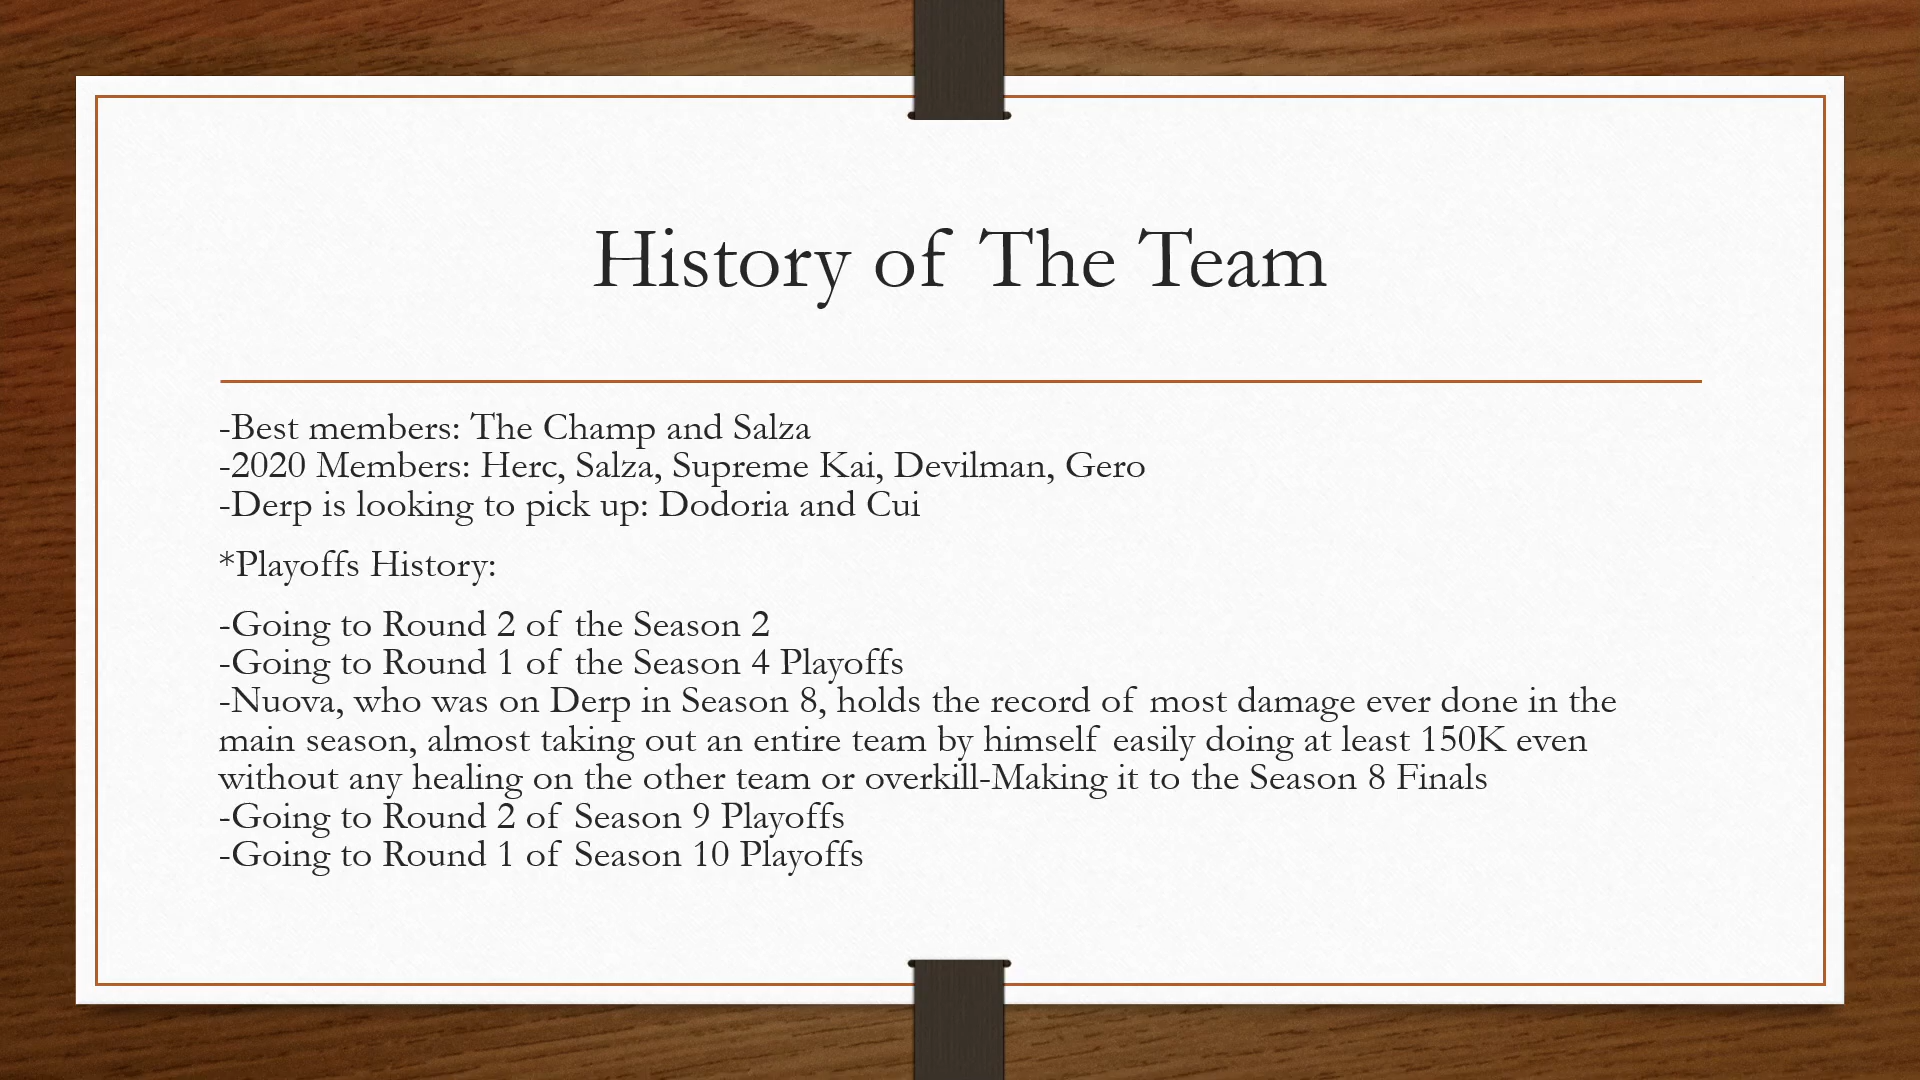 History of The Team
-Best members: The Champ and Salza
-2020 Members: Herc, Salza, Supreme Kai, Devilman, Gero
-Derp is looking to pick up: Dodoria and Cui
*Playoffs History:
-Going to Round 2 of the Season 2
-Going to Round 1 of the Season 4 Playoffs
-Nuova, who was on Derp in Season 8, holds the record of most damage ever done in the
main season, almost taking out an entire team by himself easily doing at least 150K even
without any healing on the other team or overkill-Making it to the Season 8 Finals
-Going to Round 2 of Season 9 Playoffs
-Going to Round 1 of Season 10 Playoffs